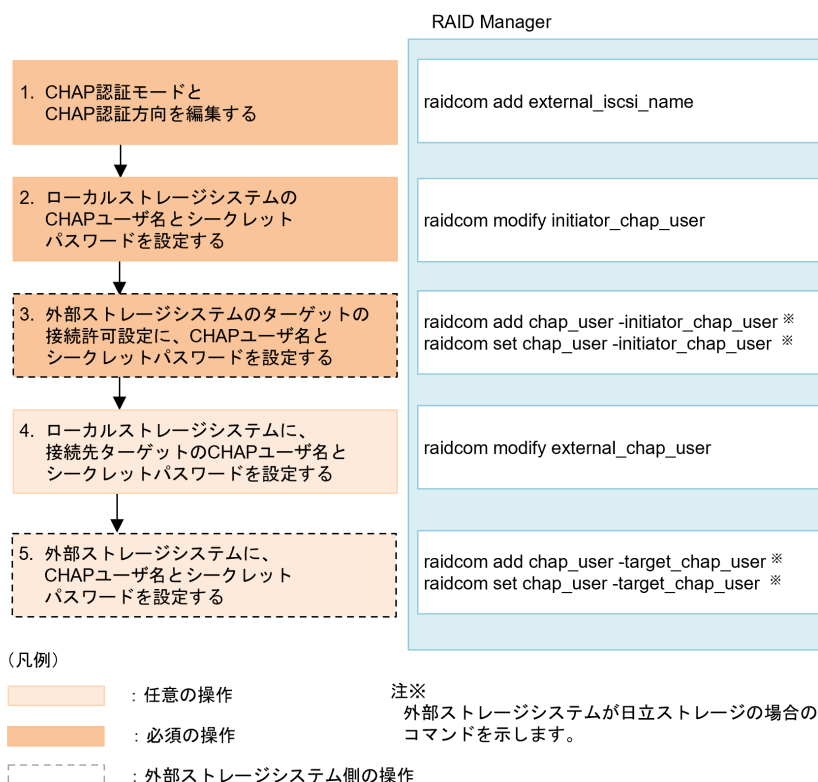 RAID Manager
1. CHAP認証モードと
CHAP認証方向を編集する
raidcom add external_iscsi_name
2. ローカルストレージシステムの
CHAPユーザ名とシークレット
パスワードを設定する
raidcom modify initiator_chap_user
3. 外部ストレージシステムのターゲットの
接続許可設定に、CHAPユーザ名と
シークレットパスワードを設定する
raidcom add chap_user -initiator_chap_user ※
raidcom set chap_user -initiator_chap_user ※
4. ローカルストレージシステムに、
接続先ターゲットのCHAPユーザ名と
シークレットパスワードを設定する
raidcom modify external_chap_user
5. 外部ストレージシステムに、
CHAPユーザ名とシークレット
パスワードを設定する
raidcom add chap_user -target_chap_user ※
raidcom set chap_user -target_chap_user ※
（凡例）
：任意の操作
：必須の操作
：外部ストレージシステム側の操作
注※
外部ストレージシステムが日立ストレージの場合の
コマンドを示します。